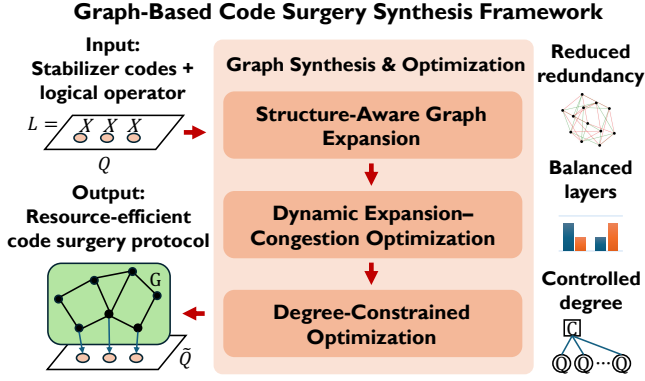 Graph-Based Code Surgery Synthesis Framework
Input:
Stabilizer codes +
logical operator
L = X X X
Q
Output:
Resource-efficient
code surgery protocol
G
Q̃
Graph Synthesis & Optimization
Structure-Aware Graph
Expansion
Dynamic Expansion–
Congestion Optimization
Degree-Constrained
Optimization
Reduced
redundancy
Balanced
layers
Controlled
degree
C
Q Q ... Q